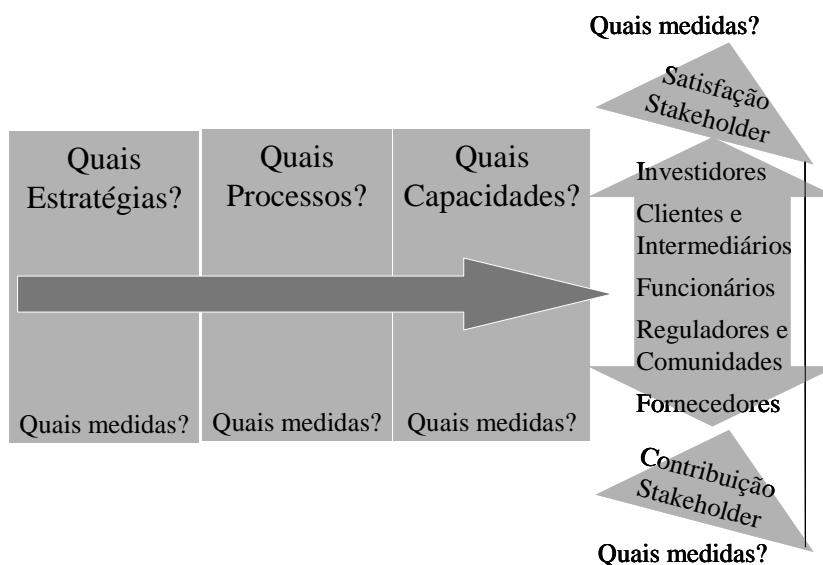 Quais medidas?
Satisfação
Stakeholder
Quais
Estratégias?
Quais
Processos?
Quais
Capacidades?
Investidores
Clientes e
Intermediários
Funcionários
Reguladores e
Comunidades
Fornecedores
Quais medidas?
Quais medidas?
Quais medidas?
Contribuição
Stakeholder
Quais medidas?